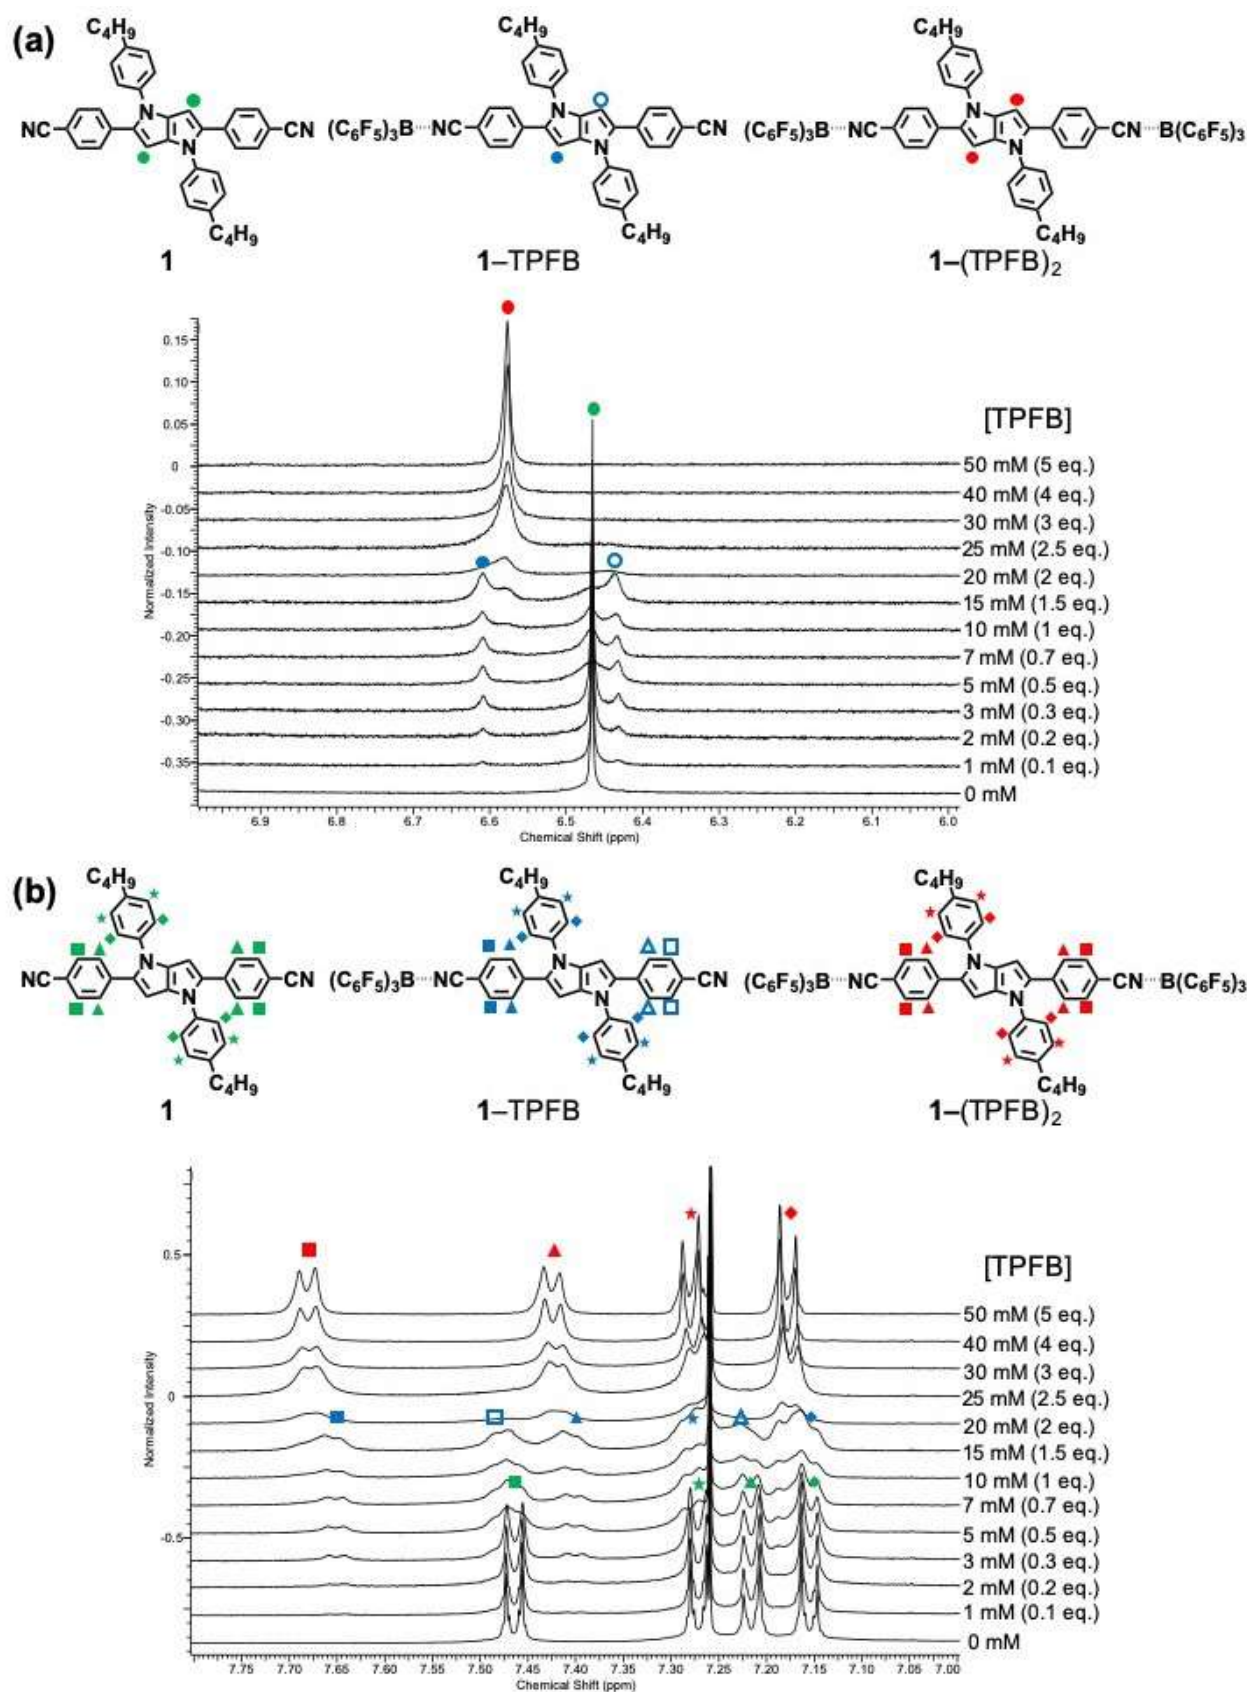 (a)
C₄H₉ C₄H₉ C₄H₉
N N N
NC CN (C₆F₅)₃B NC CN (C₆F₅)₃B NC CN B(C₆F₅)₃
N N N
C₄H₉ C₄H₉ C₄H₉
1 1–TPFB 1–(TPFB)₂
[TPFB]
0.15
0.10
0.05
0
-0.05
-0.10
-0.15
-0.20
-0.25
-0.30
-0.35
Normalized Intensity
50 mM (5 eq.)
40 mM (4 eq.)
30 mM (3 eq.)
25 mM (2.5 eq.)
20 mM (2 eq.)
15 mM (1.5 eq.)
10 mM (1 eq.)
7 mM (0.7 eq.)
5 mM (0.5 eq.)
3 mM (0.3 eq.)
2 mM (0.2 eq.)
1 mM (0.1 eq.)
0 mM
6.9 6.8 6.7 6.6 6.5 6.4 6.3 6.2 6.1 6.0
Chemical Shift (ppm)
(b)
C₄H₉ C₄H₉ C₄H₉
N N N
NC CN (C₆F₅)₃B NC CN (C₆F₅)₃B NC CN B(C₆F₅)₃
N N N
C₄H₉ C₄H₉ C₄H₉
1 1–TPFB 1–(TPFB)₂
[TPFB]
0.5
0
-0.5
Normalized Intensity
50 mM (5 eq.)
40 mM (4 eq.)
30 mM (3 eq.)
25 mM (2.5 eq.)
20 mM (2 eq.)
15 mM (1.5 eq.)
10 mM (1 eq.)
7 mM (0.7 eq.)
5 mM (0.5 eq.)
3 mM (0.3 eq.)
2 mM (0.2 eq.)
1 mM (0.1 eq.)
0 mM
7.75 7.70 7.65 7.60 7.55 7.50 7.45 7.40 7.35 7.30 7.25 7.20 7.15 7.10 7.05 7.00
Chemical Shift (ppm)